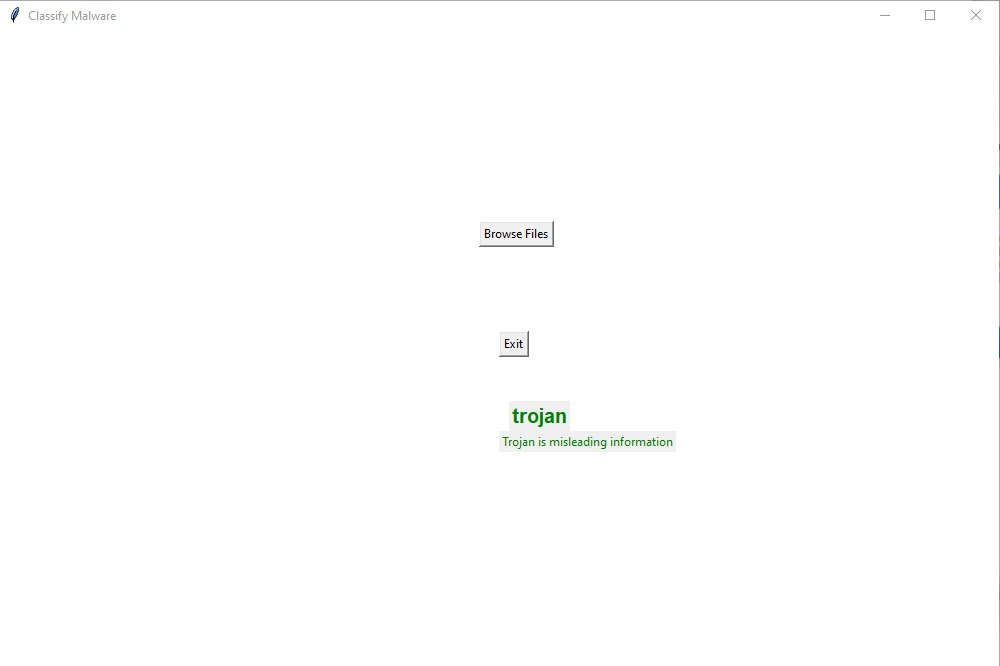 Classify Malware
Browse Files
Exit
trojan
Trojan is misleading information